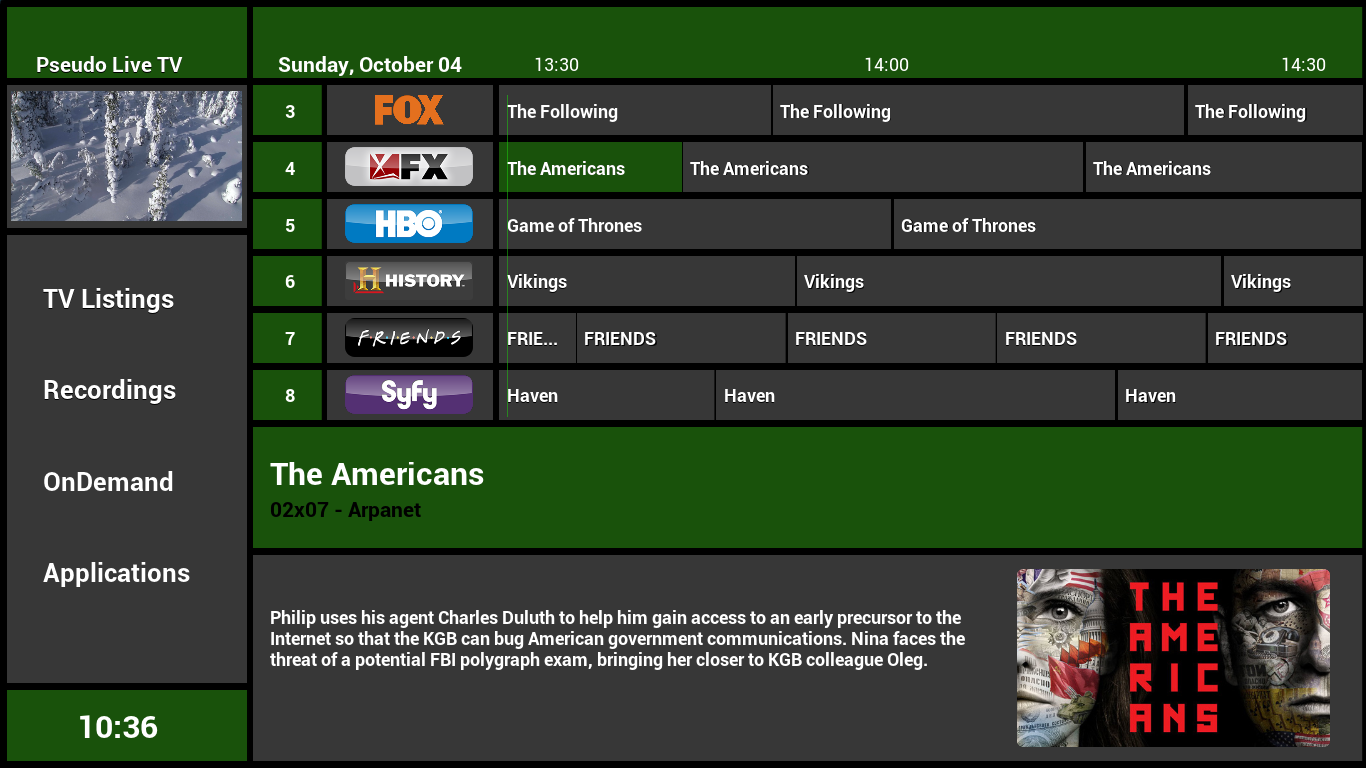 Pseudo Live TV
Sunday, October 04
13:30
14:00
14:30
3
FOX
The Following
The Following
The Following
4
FX
The Americans
The Americans
The Americans
5
HBO
Game of Thrones
Game of Thrones
6
H HISTORY
Vikings
Vikings
Vikings
7
F·R·I·E·N·D·S
FRIE...
FRIENDS
FRIENDS
FRIENDS
FRIENDS
8
Syfy
Haven
Haven
Haven
TV Listings
Recordings
OnDemand
Applications
10:36
The Americans
02x07 - Arpanet
Philip uses his agent Charles Duluth to help him gain access to an early precursor to the
Internet so that the KGB can bug American government communications. Nina faces the
threat of a potential FBI polygraph exam, bringing her closer to KGB colleague Oleg.
THE
AME
RIC
ANS